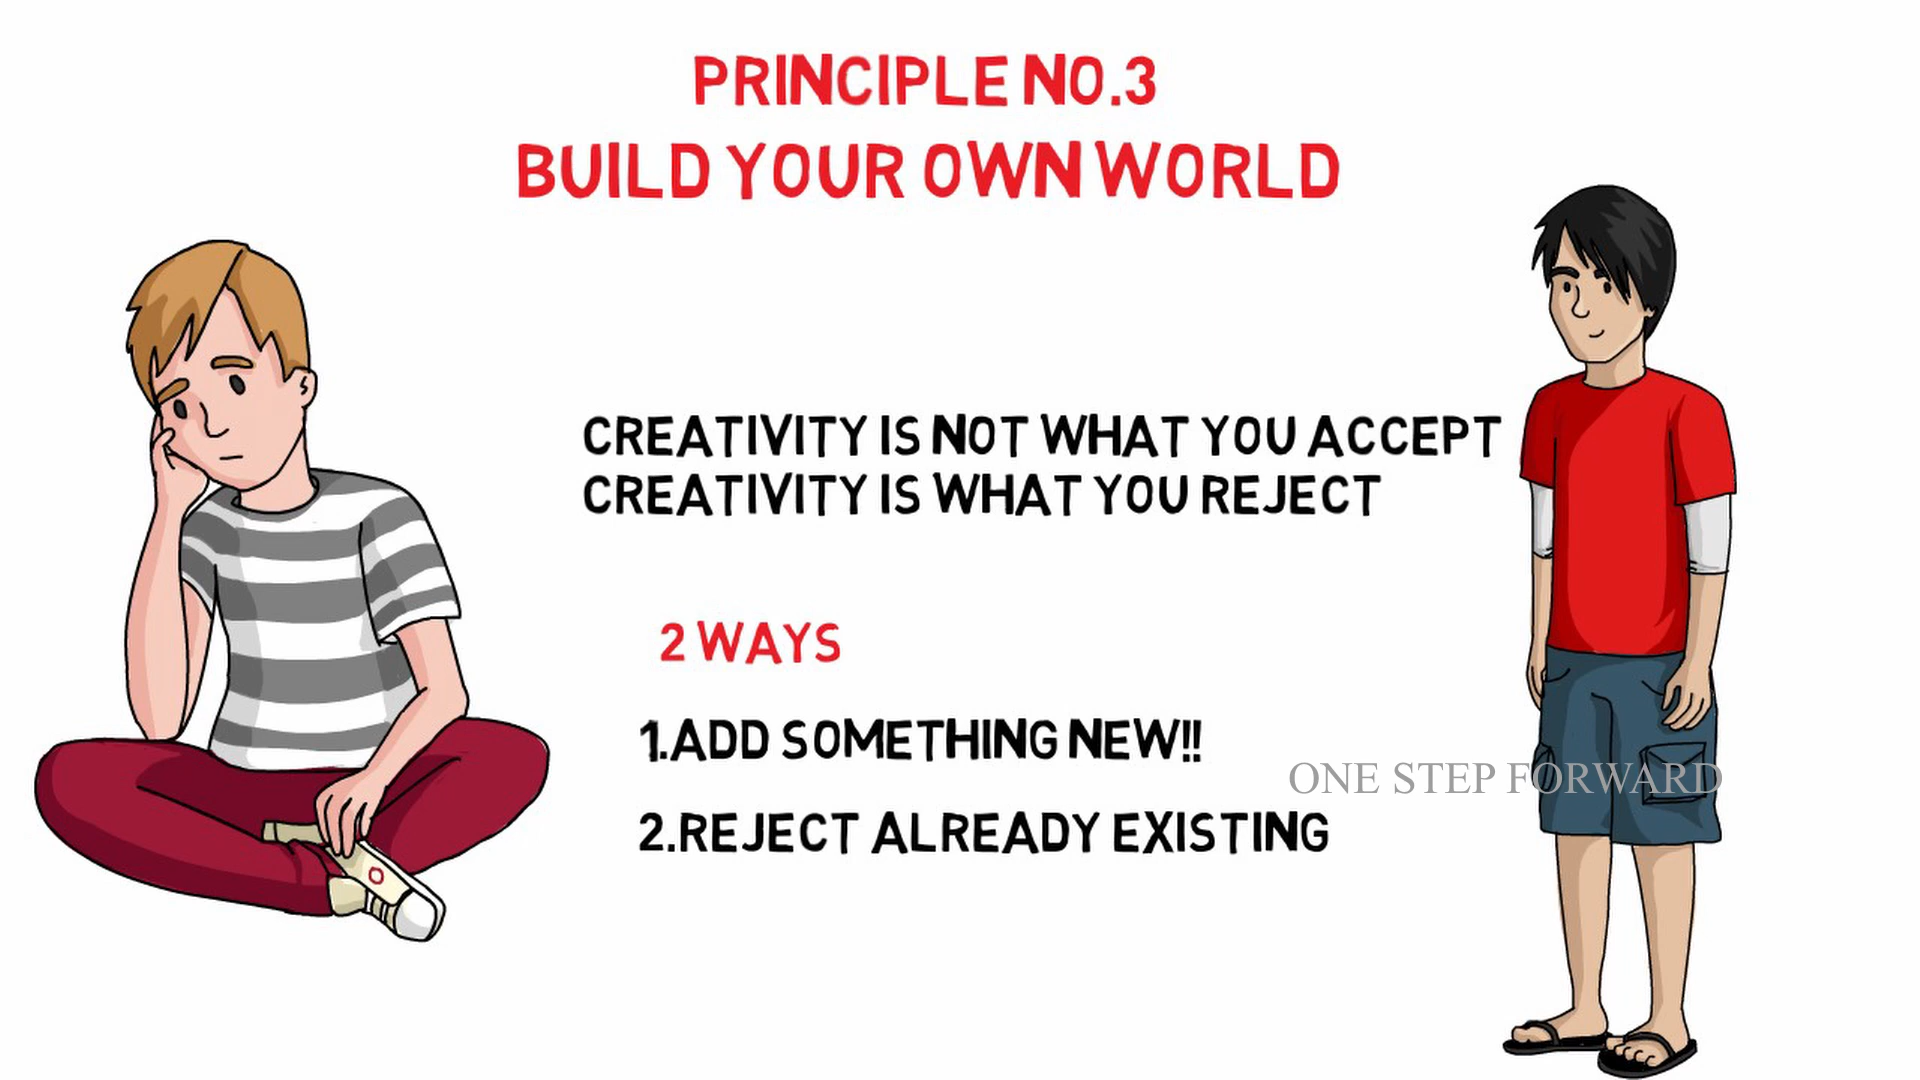 PRINCIPLE NO.3
BUILD YOUR OWN WORLD
CREATIVITY IS NOT WHAT YOU ACCEPT
CREATIVITY IS WHAT YOU REJECT
2 WAYS
1.ADD SOMETHING NEW!!
ONE STEP FORWARD
2.REJECT ALREADY EXISTING